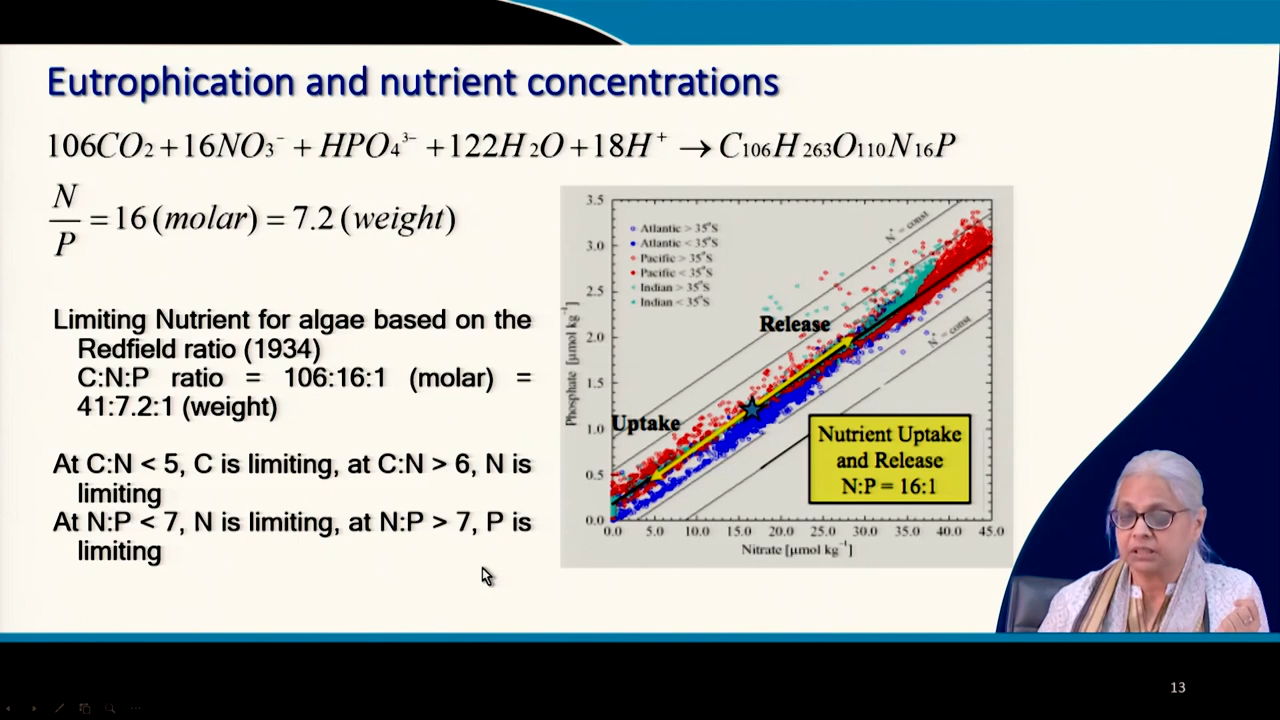 Eutrophication and nutrient concentrations
106CO₂ + 16NO₃⁻ + HPO₄³⁻ + 122H₂O + 18H⁺ → C₁₀₆H₂₆₃O₁₁₀N₁₆P
N/P = 16 (molar) = 7.2 (weight)
Limiting Nutrient for algae based on the
Redfield ratio (1934)
C:N:P ratio = 106:16:1 (molar) =
41:7.2:1 (weight)
At C:N < 5, C is limiting, at C:N > 6, N is
limiting
At N:P < 7, N is limiting, at N:P > 7, P is
limiting
3.5
3.0
2.5
2.0
1.5
1.0
0.5
0.0
Phosphate [μmol kg⁻¹]
Atlantic > 35°S
Atlantic < 35°S
Pacific > 35°S
Pacific < 35°S
Indian > 35°S
Indian < 35°S
N* = const
N* = const
Release
Uptake
Nutrient Uptake
and Release
N:P = 16:1
0.0 5.0 10.0 15.0 20.0 25.0 30.0 35.0 40.0 45.0
Nitrate [μmol kg⁻¹]
13